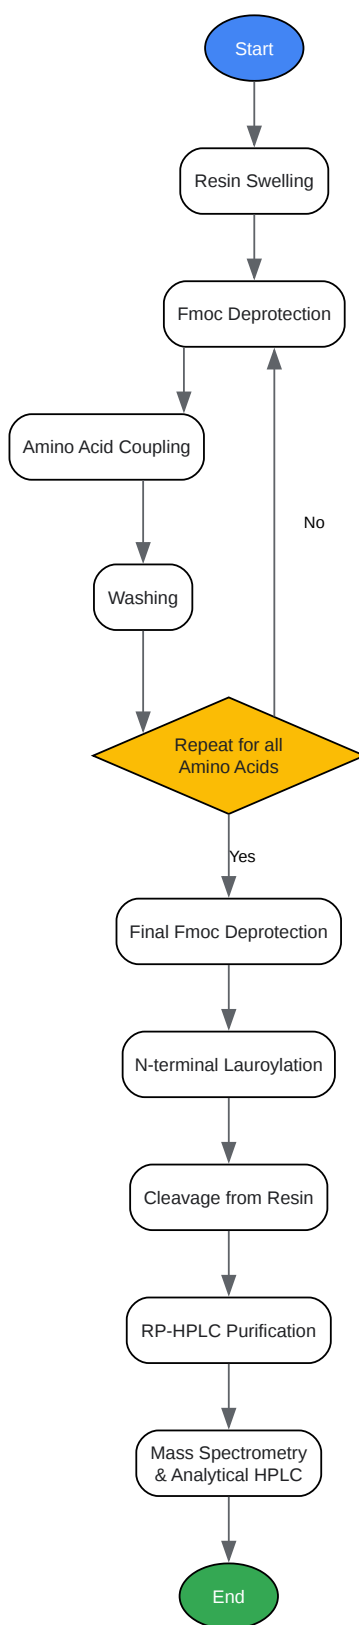 Start
Resin Swelling
Fmoc Deprotection
Amino Acid Coupling
No
Washing
Repeat for all
Amino Acids
Yes
Final Fmoc Deprotection
N-terminal Lauroylation
Cleavage from Resin
RP-HPLC Purification
Mass Spectrometry
& Analytical HPLC
End